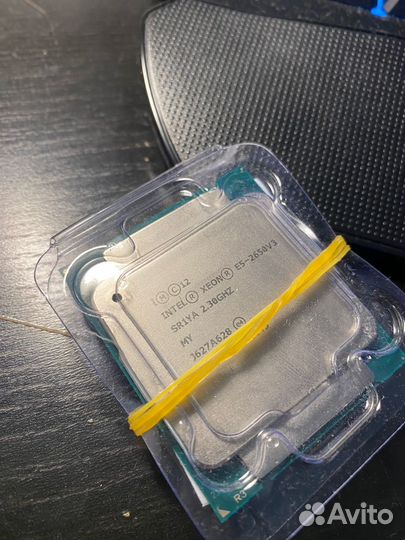 i Ⓜ Ⓒ 12
INTEL® XEON® E5-2650V3
SR1YA 2.30GHZ
MY
J627A628
R3
Avito